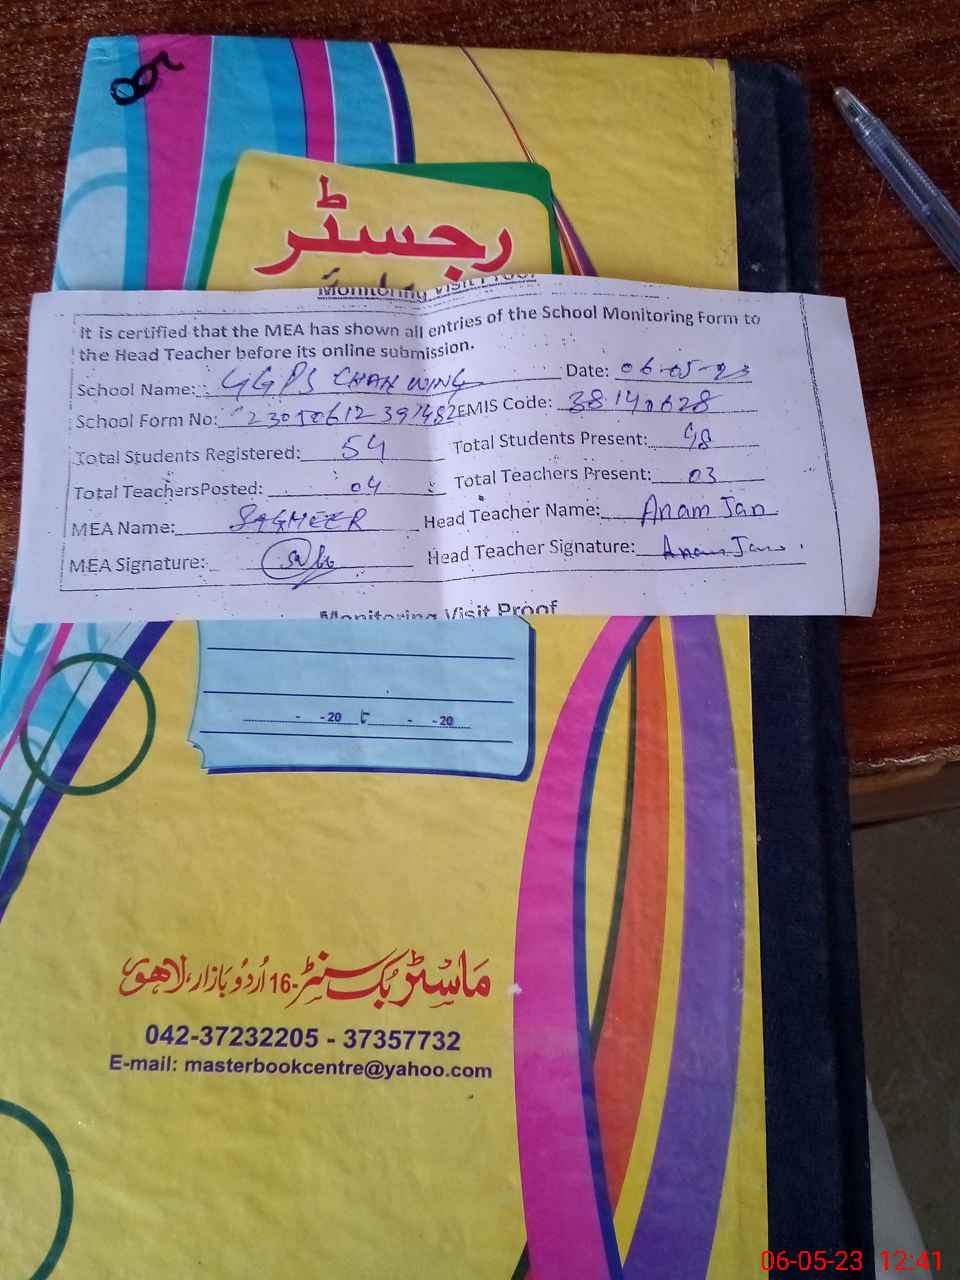 رجسٹر
Monitoring Visit Proof
It is certified that the MEA has shown all entries of the School Monitoring Form to
the Head Teacher before its online submission.
School Name: GGPS CHAH WING Date: 06-05-23
School Form No: EMIS Code: 38140628
Total Students Registered: 54 Total Students Present: 48
Total TeachersPosted: 04 Total Teachers Present: 03
MEA Name: SAGHEER Head Teacher Name: Anam Jan
MEA Signature: Head Teacher Signature: Anam Jan
Monitoring Visit Proof
- -20 t - -20
ماسٹر بک سنٹر-16 اُردو بازار، لاہور
042-37232205 - 37357732
E-mail: masterbookcentre@yahoo.com
06-05-23 12:41